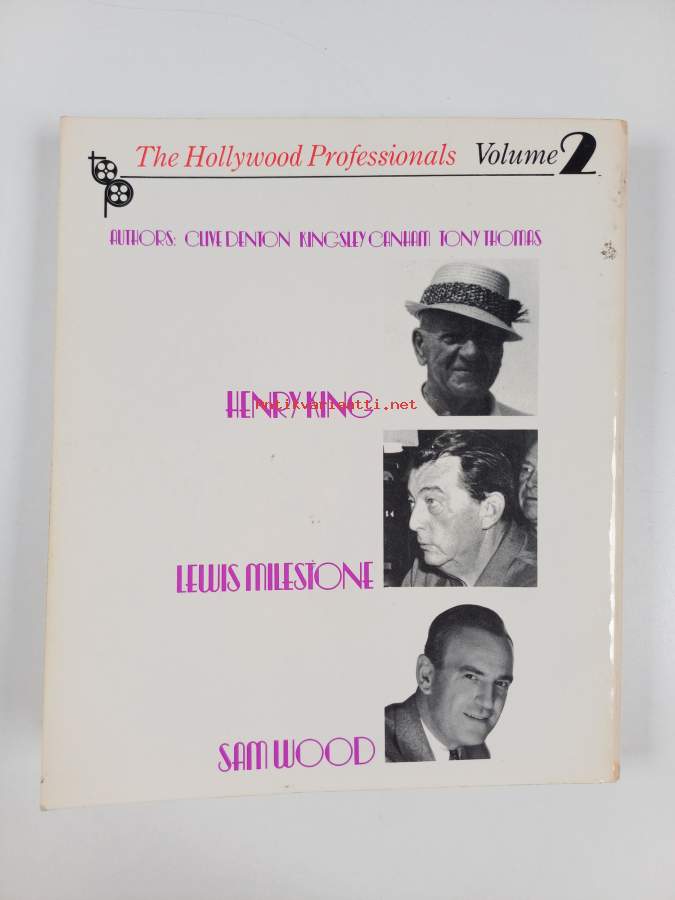 The Hollywood Professionals Volume 2
tp
AUTHORS: CLIVE DENTON KINGSLEY CANHAM TONY THOMAS
HENRY KING
Antikvariaatti.net
LEWIS MILESTONE
SAM WOOD